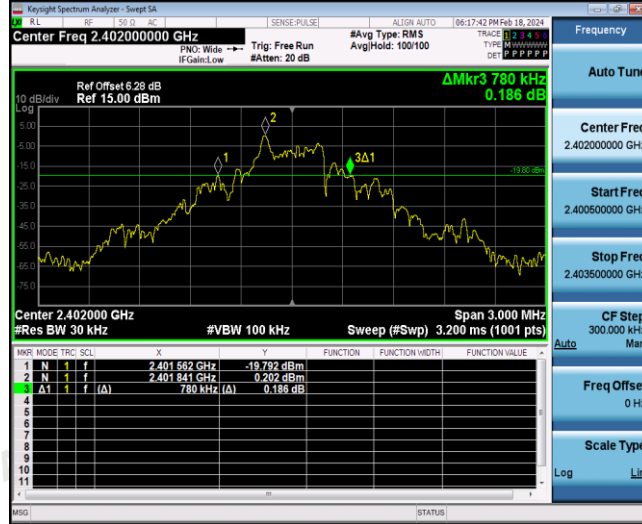 Keysight Spectrum Analyzer - Swept SA
RL RF 50 Ω AC SENSE:PULSE ALIGN AUTO 06:17:42 PM Feb 18, 2024
Center Freq 2.402000000 GHz
PNO: Wide
IFGain:Low
Trig: Free Run
#Atten: 20 dB
#Avg Type: RMS
Avg|Hold: 100/100
TRACE 1 2 3 4 5 6
TYPE M W W W W W
DET P P P P P P
ΔMkr3 780 kHz
0.186 dB
Ref Offset 6.28 dB
10 dB/div Ref 15.00 dBm
Log
5.00
-5.00
-15.0
-25.0
-35.0
-45.0
-55.0
-65.0
-75.0
1
2
3Δ1
-19.80 dBm
Center 2.402000 GHz Span 3.000 MHz
#Res BW 30 kHz #VBW 100 kHz Sweep (#Swp) 3.200 ms (1001 pts)
MKR MODE TRC SCL X Y FUNCTION FUNCTION WIDTH FUNCTION VALUE
1 N 1 f 2.401 562 GHz -19.792 dBm
2 N 1 f 2.401 841 GHz 0.202 dBm
3 Δ1 1 f (Δ) 780 kHz (Δ) 0.186 dB
4
5
6
7
8
9
10
11
MSG STATUS
Frequency
Auto Tune
Center Freq
2.402000000 GHz
Start Freq
2.400500000 GHz
Stop Freq
2.403500000 GHz
CF Step
300.000 kHz
Auto Man
Freq Offset
0 Hz
Scale Type
Log Lin